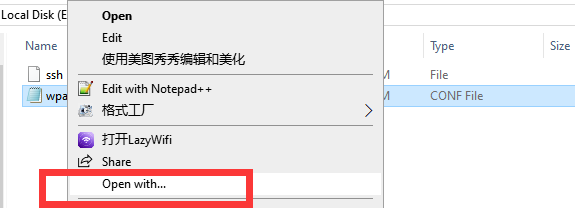 Local Disk (E
Open
Name
Type
Size
Edit
使用美图秀秀编辑和美化
ssh
M
File
Edit with Notepad++
wpa
M
CONF File
格式工厂
打开LazyWifi
Share
Open with...